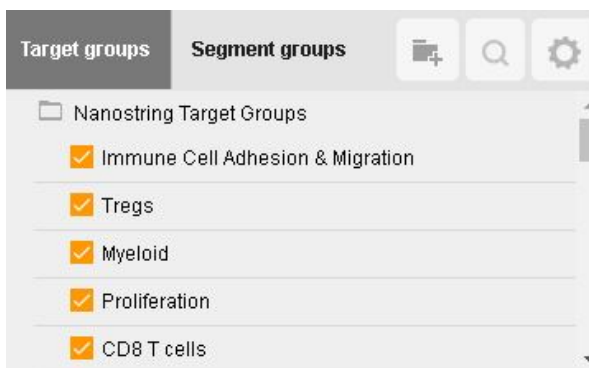 Target groups Segment groups
Nanostring Target Groups
Immune Cell Adhesion & Migration
Tregs
Myeloid
Proliferation
CD8 T cells